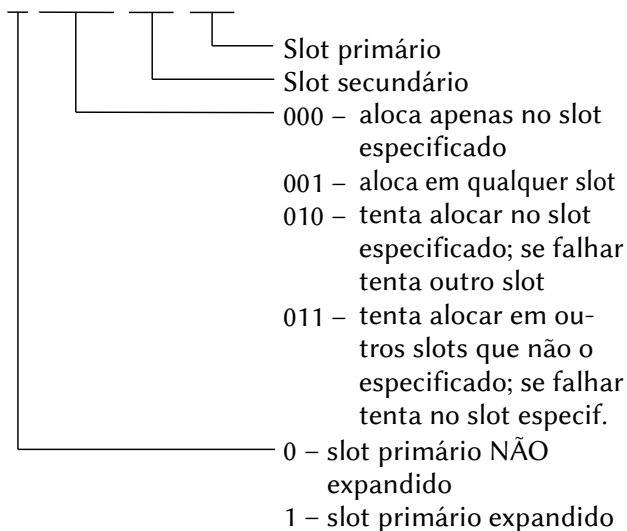 Slot primário
Slot secundário
000 – aloca apenas no slot
especificado
001 – aloca em qualquer slot
010 – tenta alocar no slot
especificado; se falhar
tenta outro slot
011 – tenta alocar em ou-
tros slots que não o
especificado; se falhar
tenta no slot especif.
0 – slot primário NÃO
expandido
1 – slot primário expandido